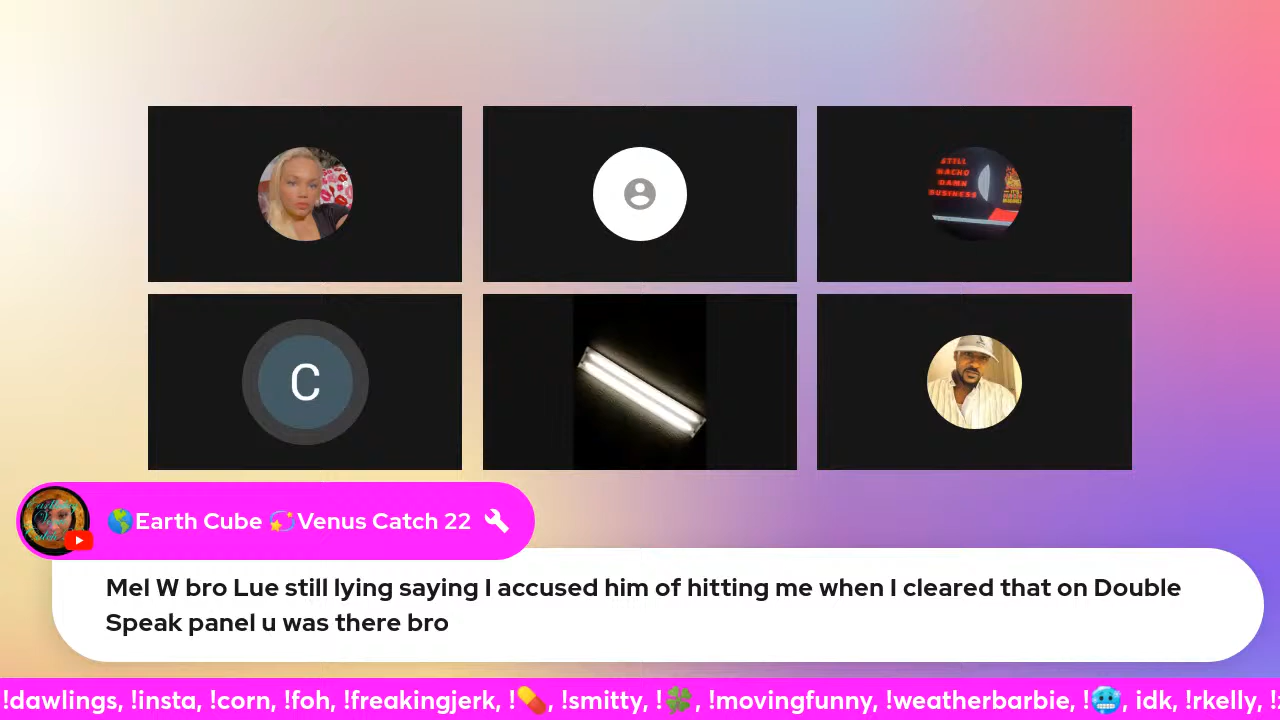 STILL
NACHO
DAMN
BUSINESS
C
🌎Earth Cube 💫Venus Catch 22
Mel W bro Lue still lying saying I accused him of hitting me when I cleared that on Double
Speak panel u was there bro
!dawlings, !insta, !corn, !foh, !freakingjerk, !💊, !smitty, !🍀, !movingfunny, !weatherbarbie, !🥶, idk, !rkelly, !